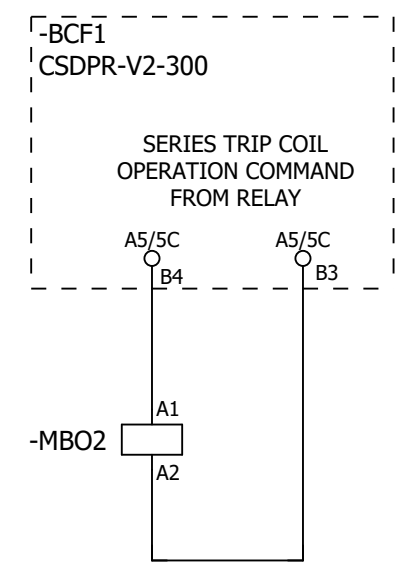 -BCF1
CSDPR-V2-300
SERIES TRIP COIL
OPERATION COMMAND
FROM RELAY
A5/5C A5/5C
B4 B3
A1
-MBO2
A2